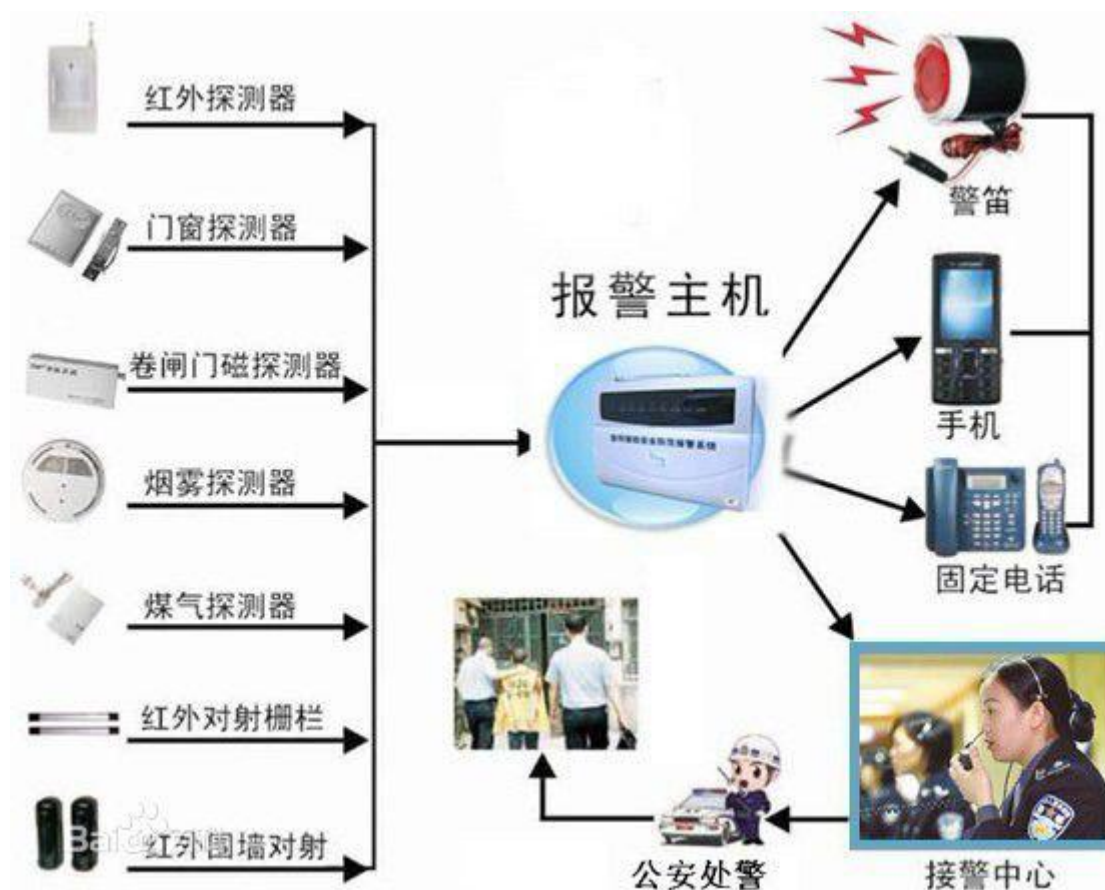 红外探测器
门窗探测器
卷闸门磁探测器
烟雾探测器
煤气探测器
红外对射栅栏
红外围墙对射
报警主机
警笛
手机
固定电话
接警中心
公安处警